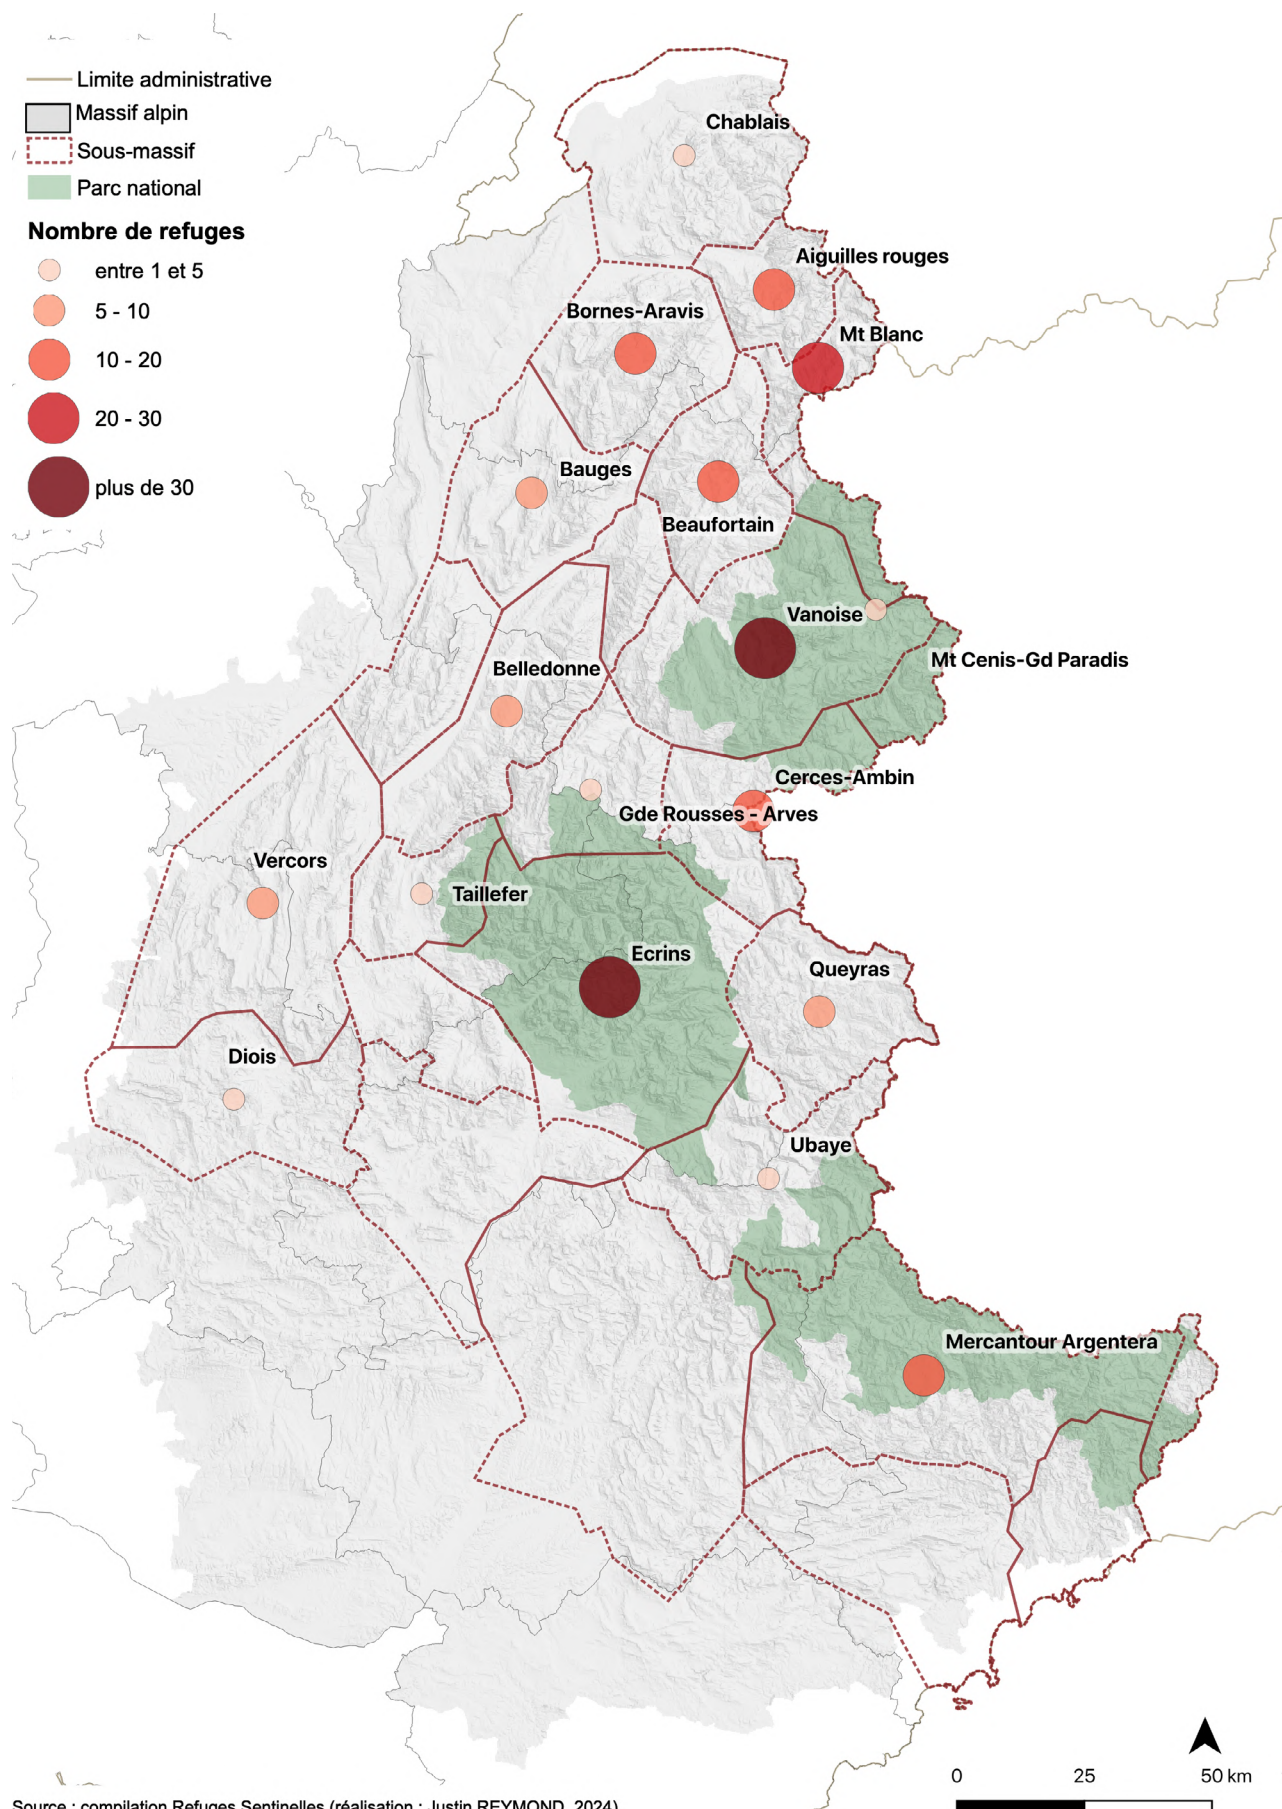 Limite administrative
Massif alpin
Sous-massif
Parc national
Nombre de refuges
entre 1 et 5
5 - 10
10 - 20
20 - 30
plus de 30
Chablais
Aiguilles rouges
Bornes-Aravis
Mt Blanc
Bauges
Beaufortain
Vanoise
Mt Cenis-Gd Paradis
Belledonne
Cerces-Ambin
Gde Rousses - Arves
Vercors
Taillefer
Ecrins
Queyras
Diois
Ubaye
Mercantour Argentera
0 25 50 km
Source : compilation Refuges Sentinelles (réalisation : Justin REYMOND, 2024)